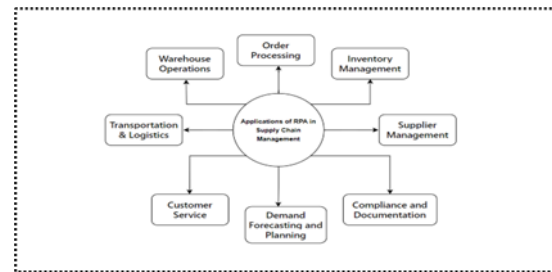 Order
Processing
Warehouse
Operations
Inventory
Management
Applications of RPA in
Supply Chain
Management
Transportation
& Logistics
Supplier
Management
Customer
Service
Demand
Forecasting and
Planning
Compliance and
Documentation